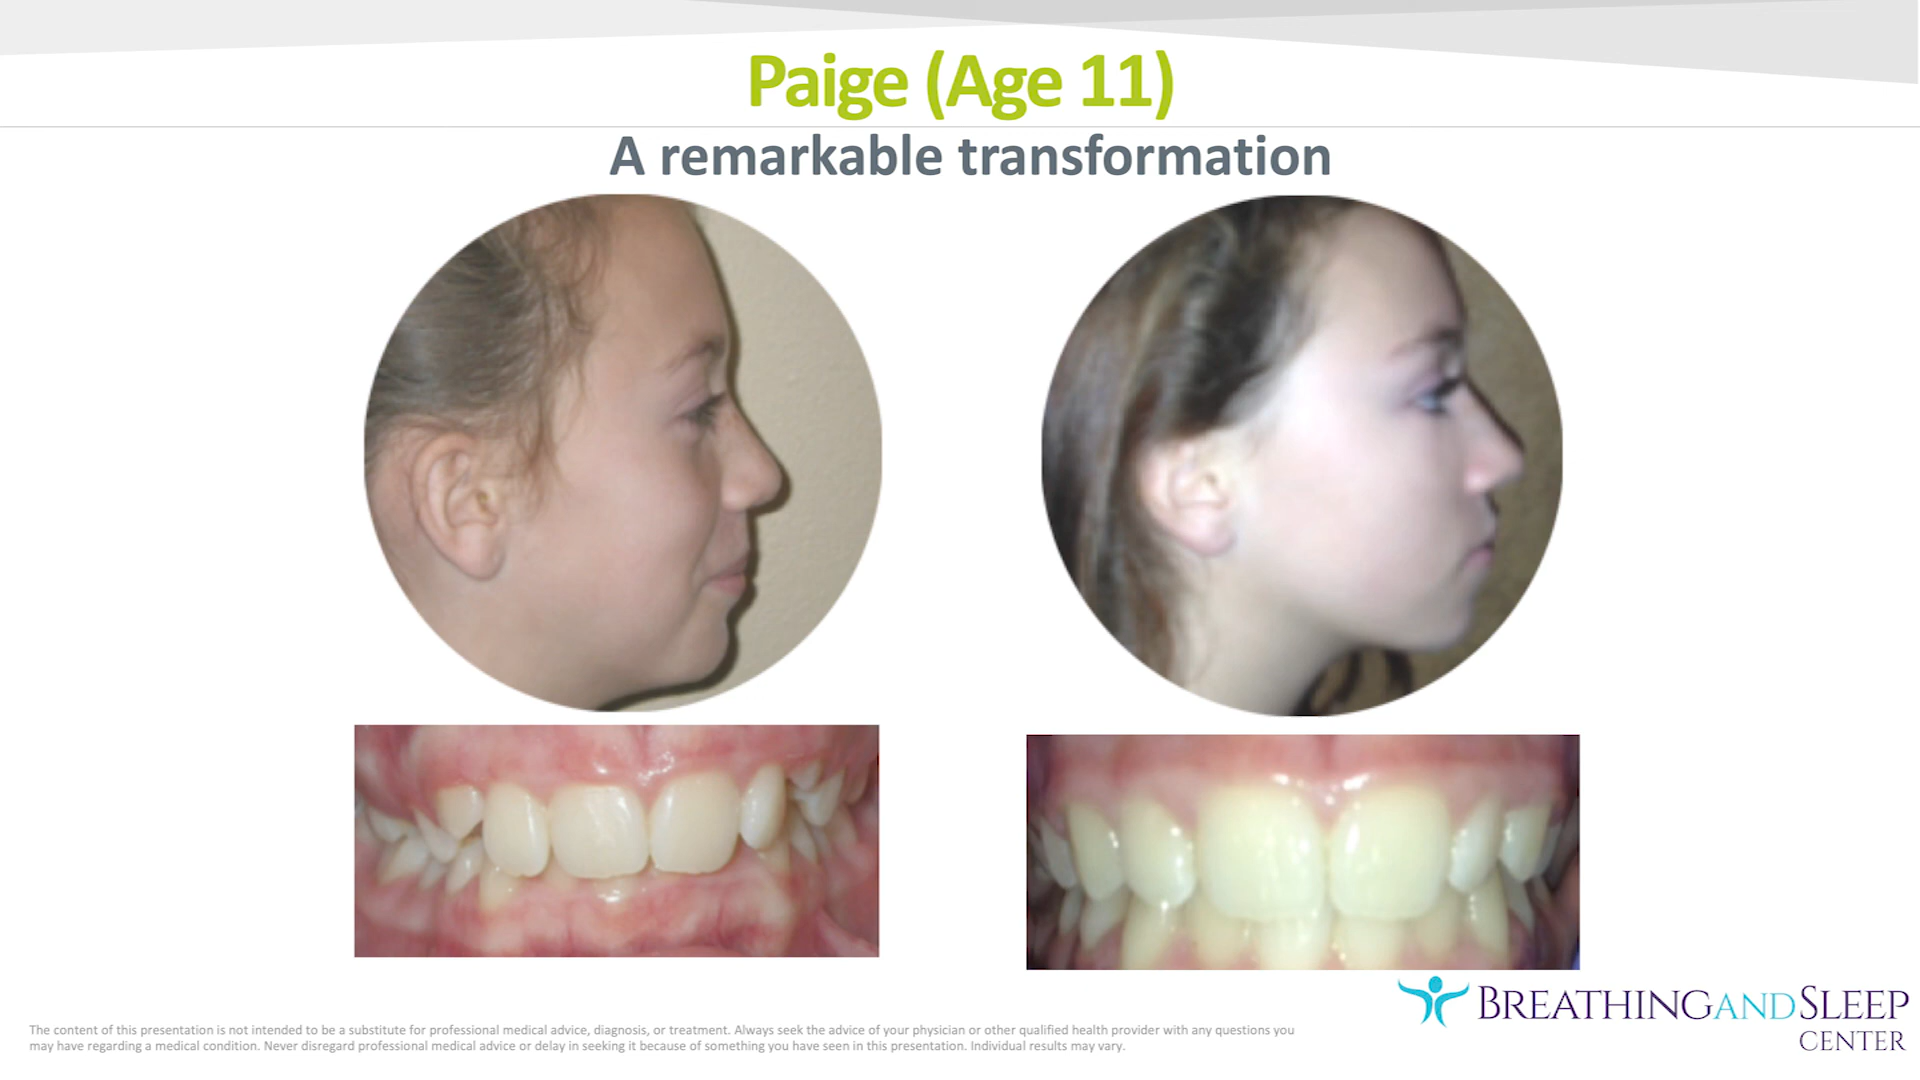 Paige (Age 11)
A remarkable transformation
The content of this presentation is not intended to be a substitute for professional medical advice, diagnosis, or treatment. Always seek the advice of your physician or other qualified health provider with any questions you
may have regarding a medical condition. Never disregard professional medical advice or delay in seeking it because of something you have seen in this presentation. Individual results may vary.
BREATHINGANDSLEEP
CENTER